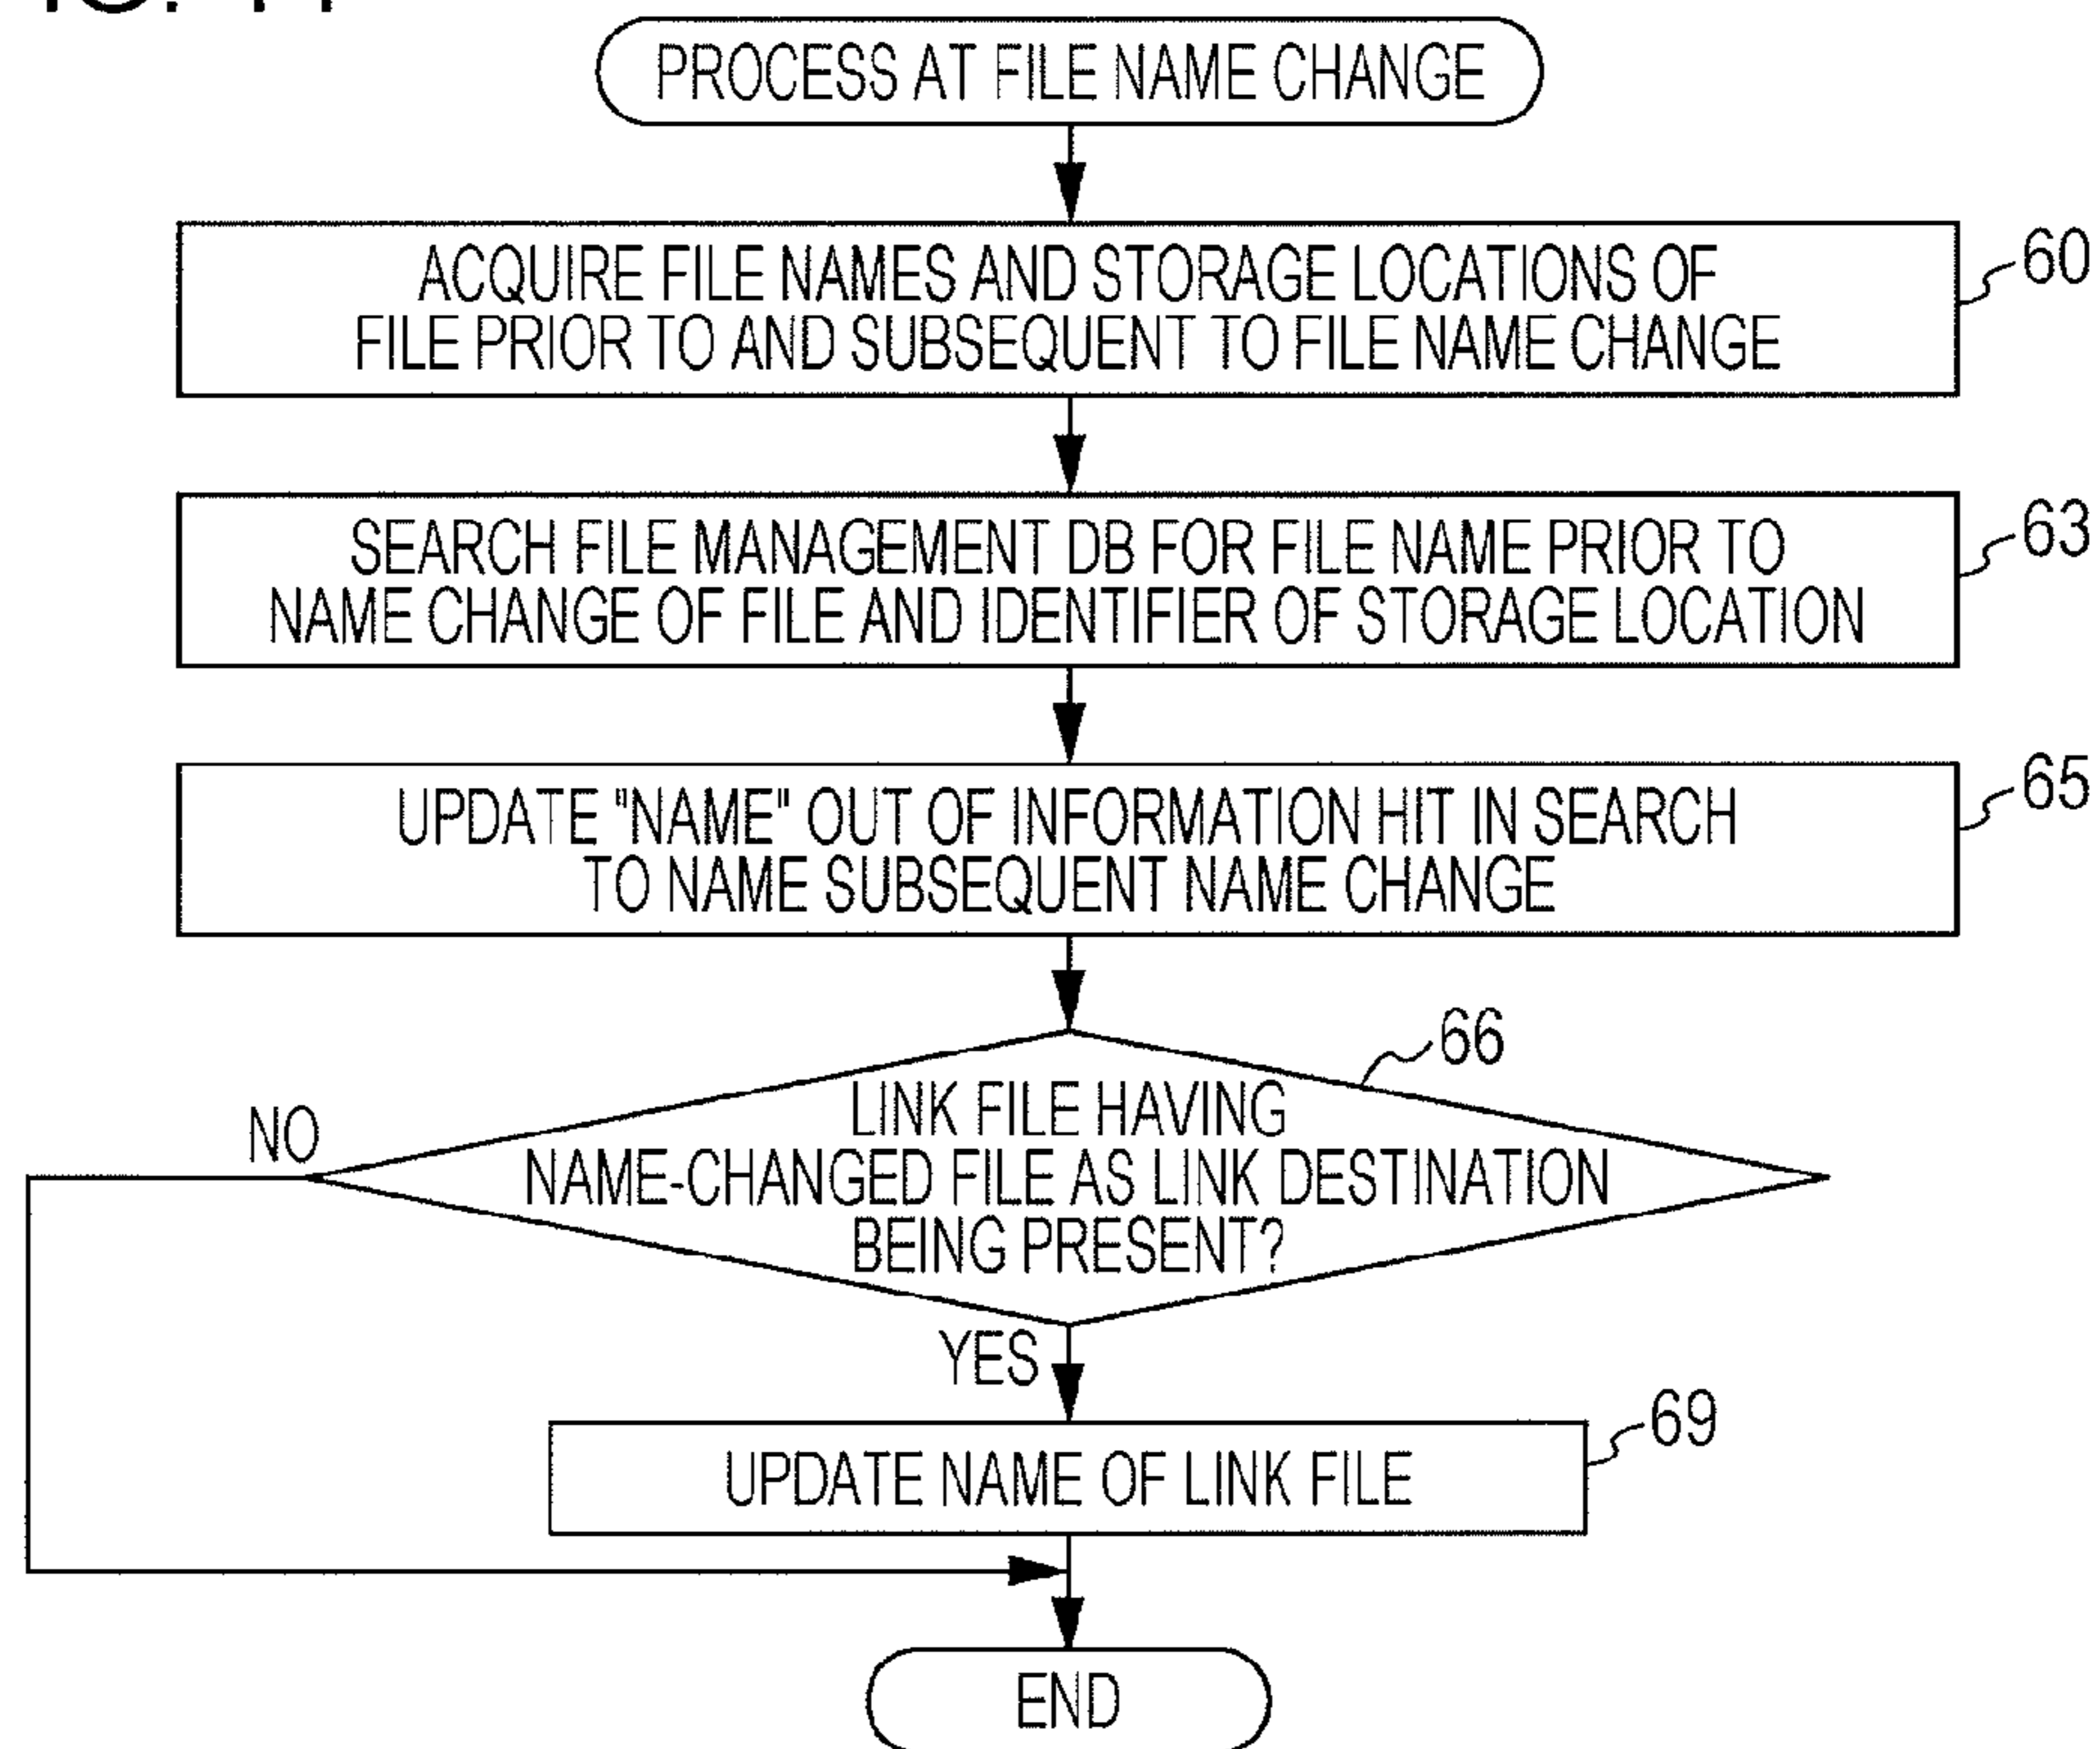 PROCESS AT FILE NAME CHANGE
ACQUIRE FILE NAMES AND STORAGE LOCATIONS OF
FILE PRIOR TO AND SUBSEQUENT TO FILE NAME CHANGE
60
SEARCH FILE MANAGEMENT DB FOR FILE NAME PRIOR TO
NAME CHANGE OF FILE AND IDENTIFIER OF STORAGE LOCATION
63
UPDATE "NAME" OUT OF INFORMATION HIT IN SEARCH
TO NAME SUBSEQUENT NAME CHANGE
65
66
LINK FILE HAVING
NAME-CHANGED FILE AS LINK DESTINATION
BEING PRESENT?
NO
YES
UPDATE NAME OF LINK FILE
69
END